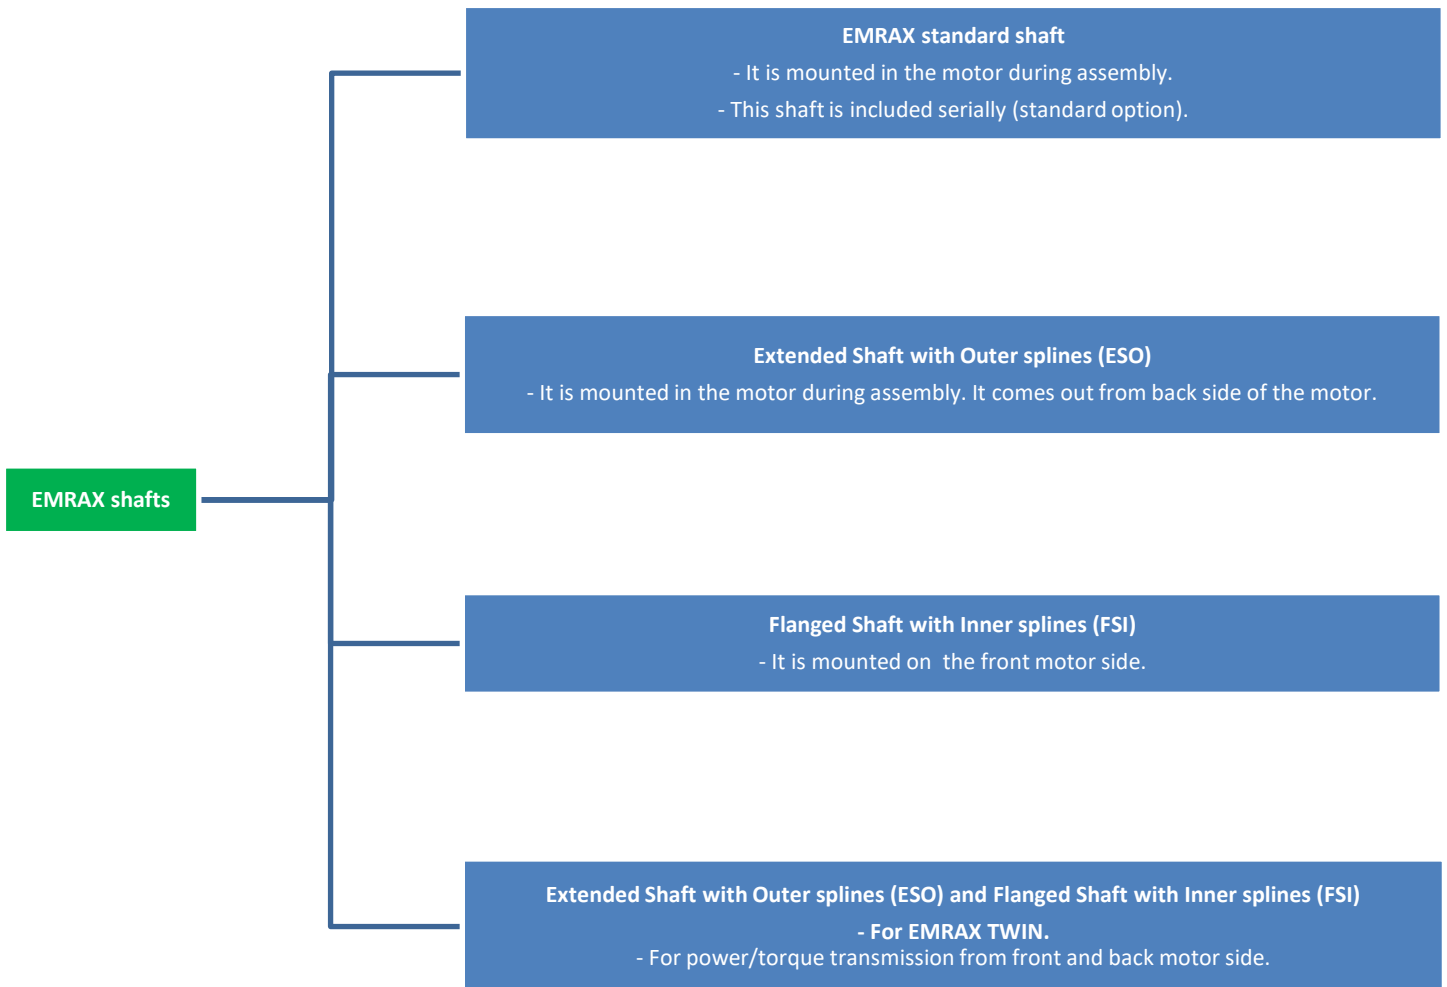 EMRAX standard shaft
- It is mounted in the motor during assembly.
- This shaft is included serially (standard option).
Extended Shaft with Outer splines (ESO)
- It is mounted in the motor during assembly. It comes out from back side of the motor.
EMRAX shafts
Flanged Shaft with Inner splines (FSI)
- It is mounted on  the front motor side.
Extended Shaft with Outer splines (ESO) and Flanged Shaft with Inner splines (FSI)
- For EMRAX TWIN.
- For power/torque transmission from front and back motor side.